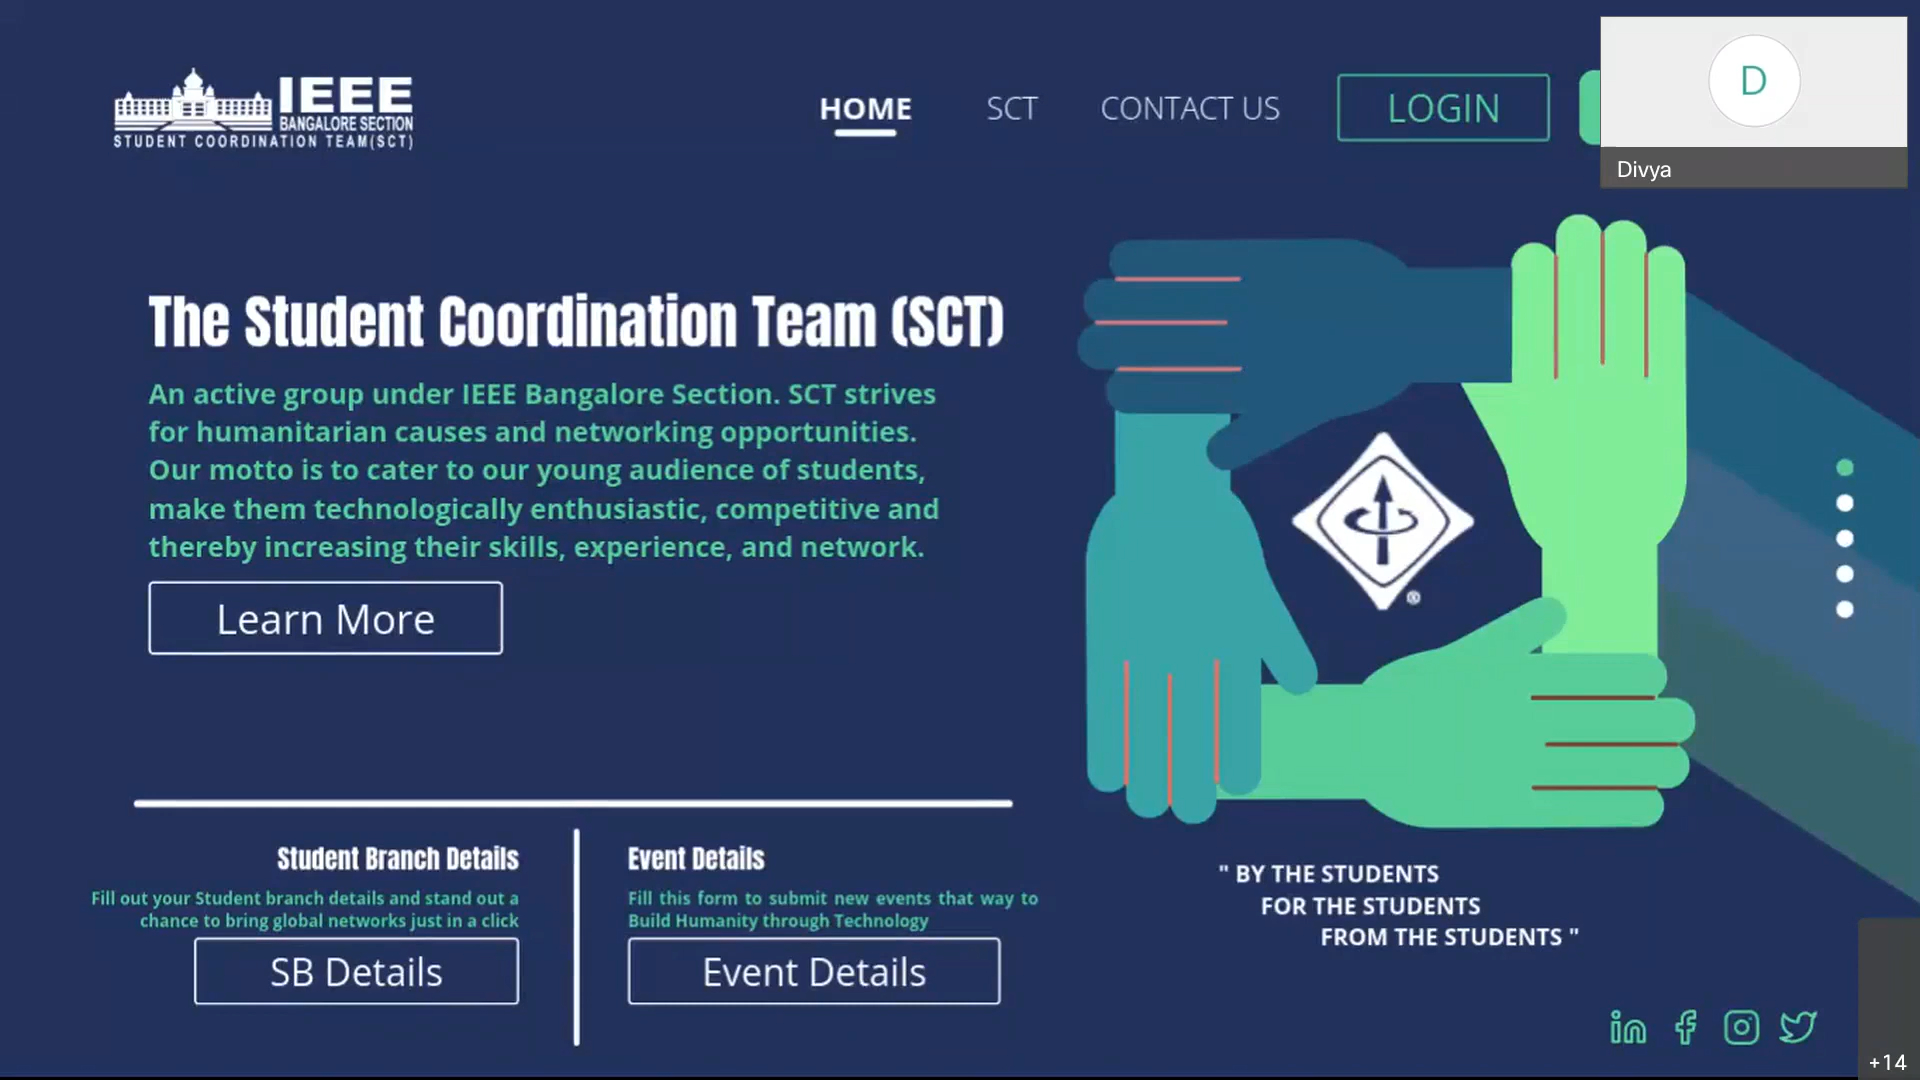 IEEE
BANGALORE SECTION
STUDENT COORDINATION TEAM(SCT)
HOME
SCT
CONTACT US
LOGIN
D
Divya
The Student Coordination Team (SCT)
An active group under IEEE Bangalore Section. SCT strives
for humanitarian causes and networking opportunities.
Our motto is to cater to our young audience of students,
make them technologically enthusiastic, competitive and
thereby increasing their skills, experience, and network.
Learn More
®
Student Branch Details
Fill out your Student branch details and stand out a
chance to bring global networks just in a click
SB Details
Event Details
Fill this form to submit new events that way to
Build Humanity through Technology
Event Details
" BY THE STUDENTS
FOR THE STUDENTS
FROM THE STUDENTS "
in
+14